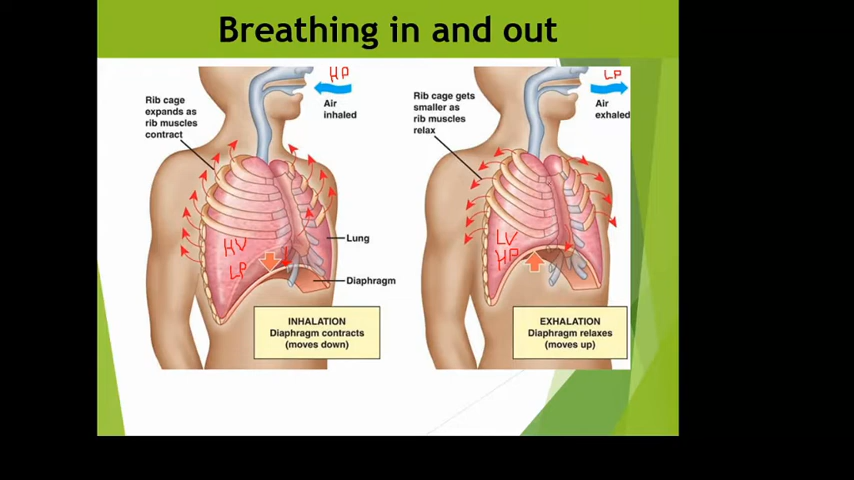 Breathing in and out
HP
Rib cage
expands as
rib muscles
contract
Air
inhaled
HV
LP
Lung
Diaphragm
INHALATION
Diaphragm contracts
(moves down)
LP
Rib cage gets
smaller as
rib muscles
relax
Air
exhaled
LV
HP
EXHALATION
Diaphragm relaxes
(moves up)